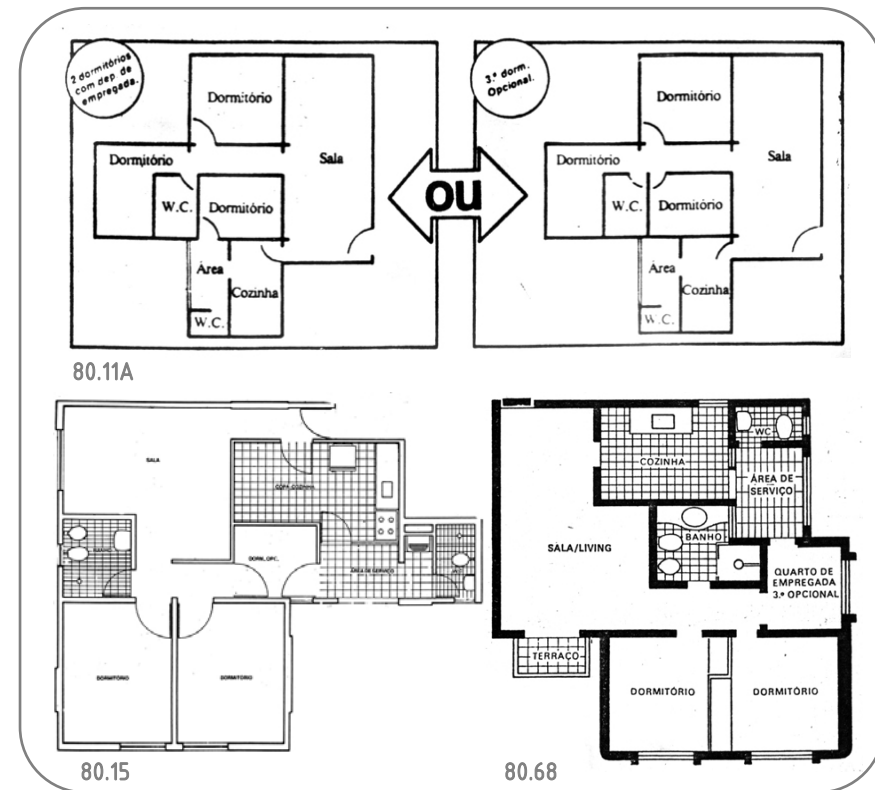 2 dormitórios
com dep de
empregada.
Dormitório
Dormitório
Sala
W.C.
Dormitório
Área
Cozinha
W.C.
ou
3.º dorm.
Opcional.
Dormitório
Dormitório
Sala
W.C.
Dormitório
Área
Cozinha
W.C.
80.11A
SALA
COPA-COZINHA
DORM. OPC.
ÁREA DE SERVIÇO
DORMITÓRIO
DORMITÓRIO
80.15
COZINHA
WC
ÁREA DE
SERVIÇO
SALA/LIVING
BANHO
QUARTO DE
EMPREGADA
3.º OPCIONAL
TERRAÇO
DORMITÓRIO
DORMITÓRIO
80.68